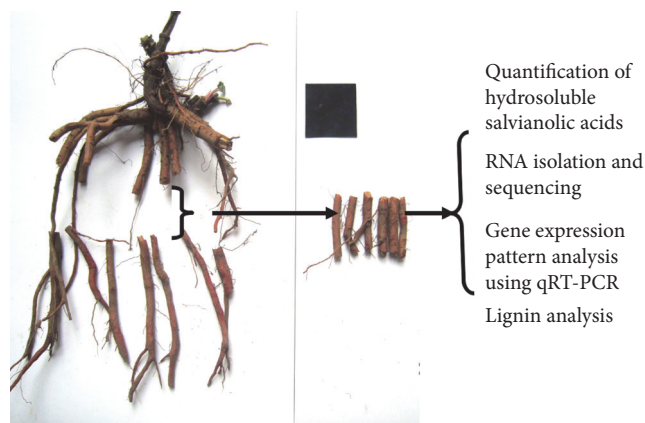 Quantification of
hydrosoluble
salvianolic acids
RNA isolation and
sequencing
Gene expression
pattern analysis
using qRT-PCR
Lignin analysis